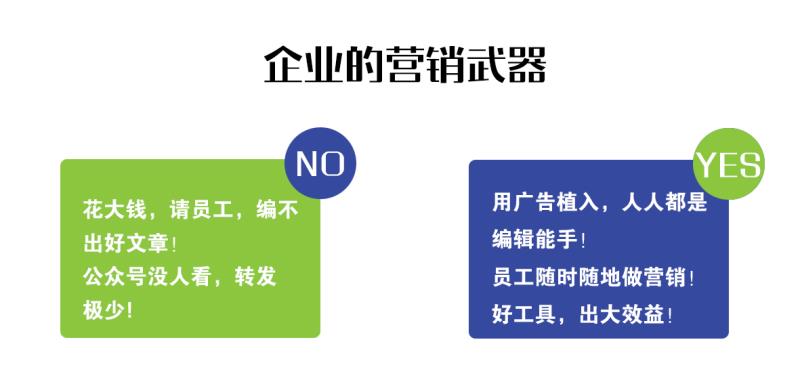 企业的营销武器
NO
花大钱，请员工，编不
出好文章！
公众号没人看，转发
极少！
YES
用广告植入，人人都是
编辑能手！
员工随时随地做营销！
好工具，出大效益！